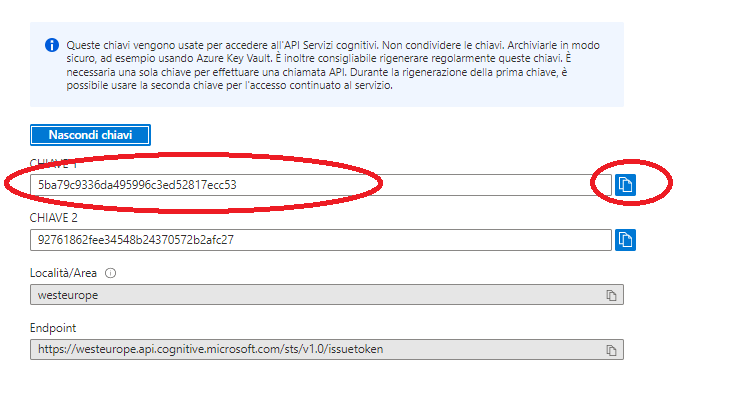 Queste chiavi vengono usate per accedere all'API Servizi cognitivi. Non condividere le chiavi. Archiviarle in modo
sicuro, ad esempio usando Azure Key Vault. È inoltre consigliabile rigenerare regolarmente queste chiavi. È
necessaria una sola chiave per effettuare una chiamata API. Durante la rigenerazione della prima chiave, è
possibile usare la seconda chiave per l'accesso continuato al servizio.
Nascondi chiavi
CHIAVE 1
5ba79c9336da495996c3ed52817ecc53
CHIAVE 2
92761862fee34548b24370572b2afc27
Località/Area
westeurope
Endpoint
https://westeurope.api.cognitive.microsoft.com/sts/v1.0/issuetoken